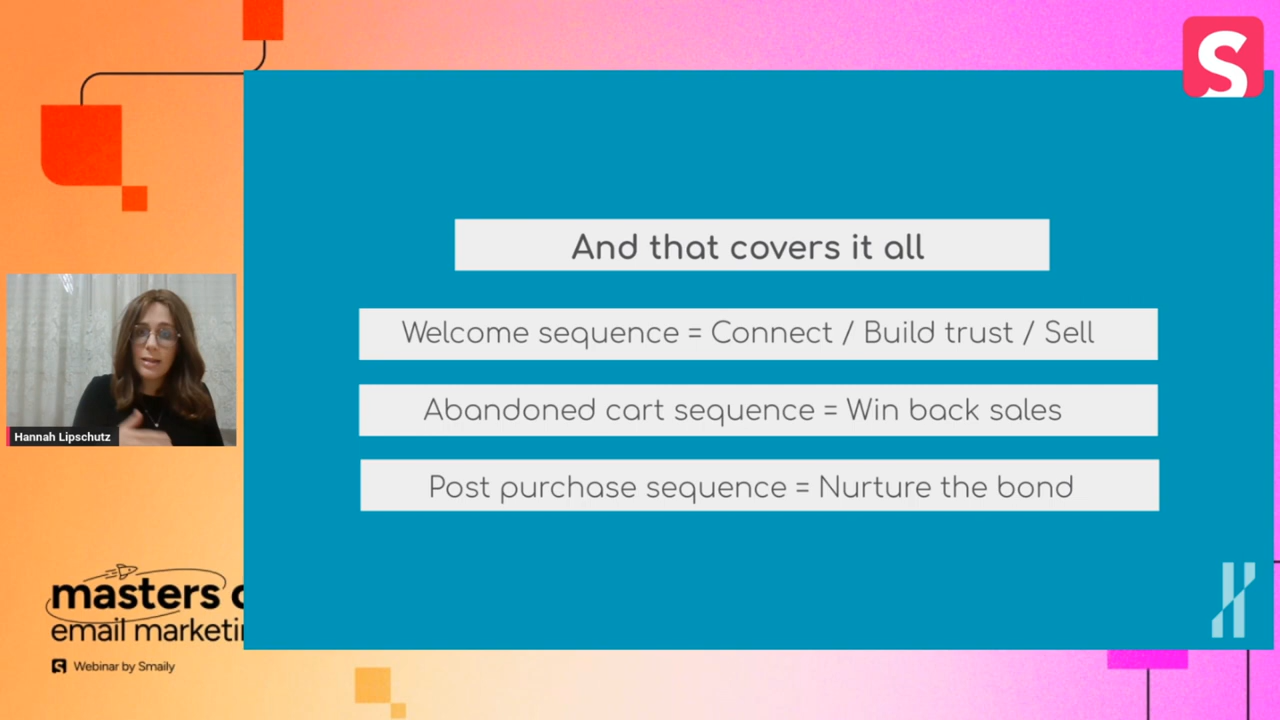 And that covers it all
Welcome sequence = Connect / Build trust / Sell
Abandoned cart sequence = Win back sales
Post purchase sequence = Nurture the bond
Hannah Lipschutz
masters
email
Webinar by Smaily
S